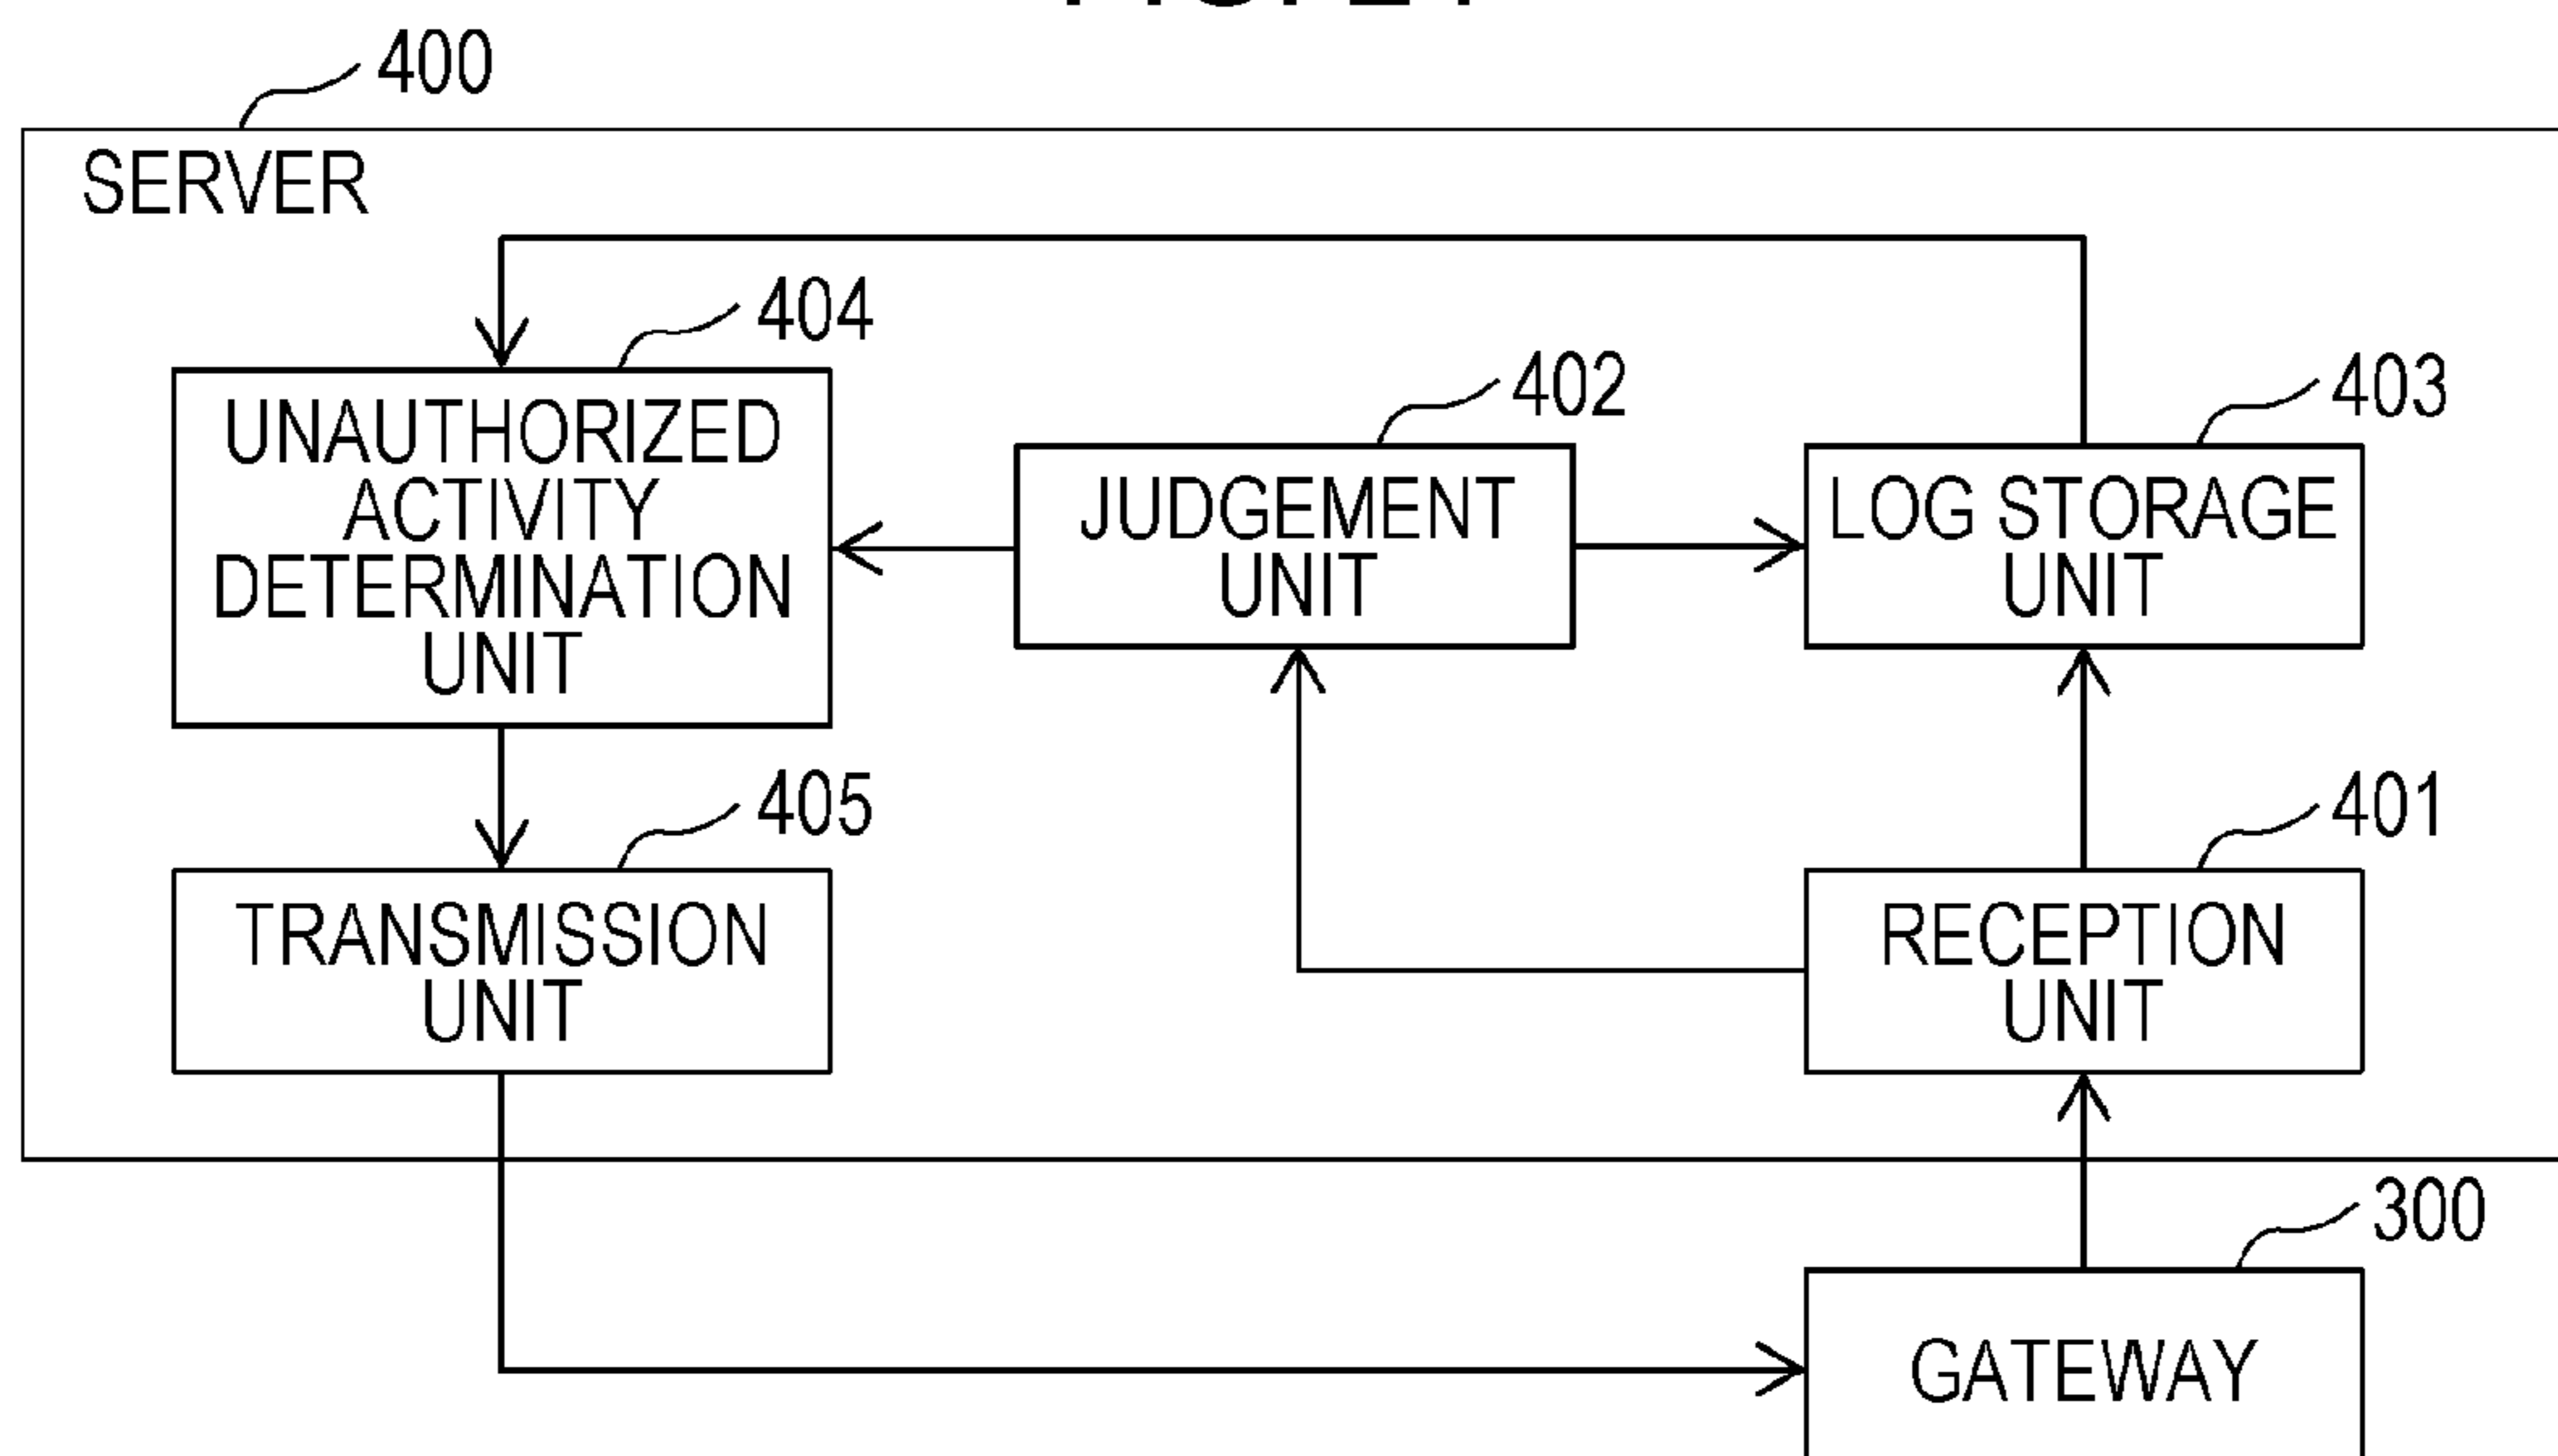 400
SERVER
404
UNAUTHORIZED
ACTIVITY
DETERMINATION
UNIT
402
JUDGEMENT
UNIT
403
LOG STORAGE
UNIT
405
TRANSMISSION
UNIT
401
RECEPTION
UNIT
300
GATEWAY